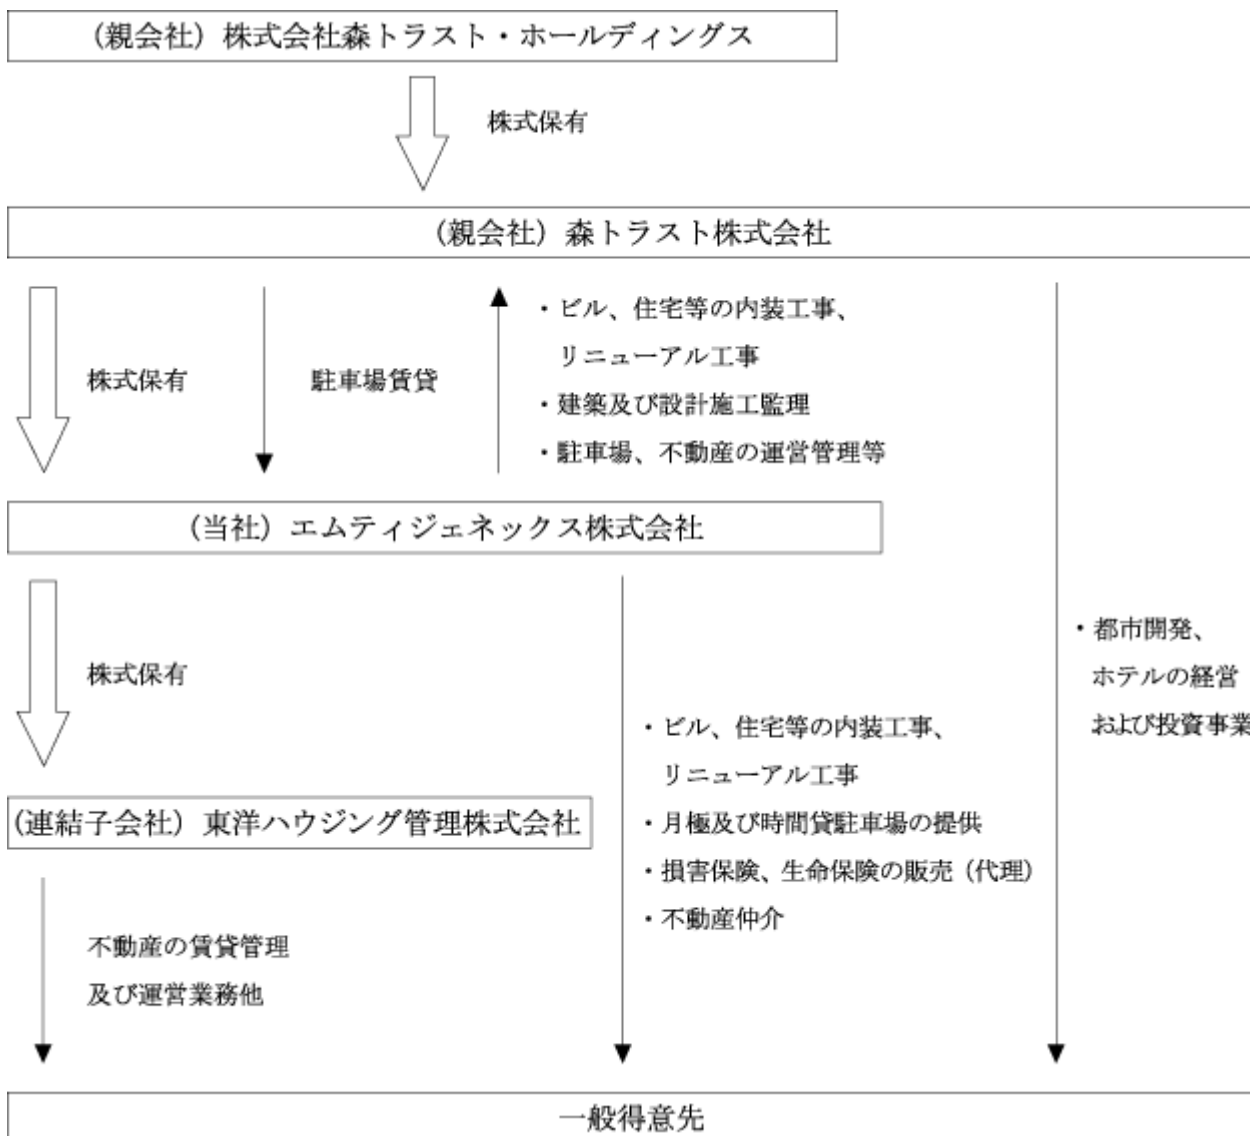 (親会社)株式会社森トラスト・ホールディングス
株式保有
(親会社)森トラスト株式会社
株式保有
駐車場賃貸
・ビル、住宅等の内装工事、
リニューアル工事
・建築及び設計施工監理
・駐車場、不動産の運営管理等
(当社)エムティジェネックス株式会社
株式保有
・都市開発、
ホテルの経営
および投資事業
・ビル、住宅等の内装工事、
リニューアル工事
・月極及び時間貸駐車場の提供
・損害保険、生命保険の販売(代理)
・不動産仲介
(連結子会社)東洋ハウジング管理株式会社
不動産の賃貸管理
及び運営業務他
一般得意先